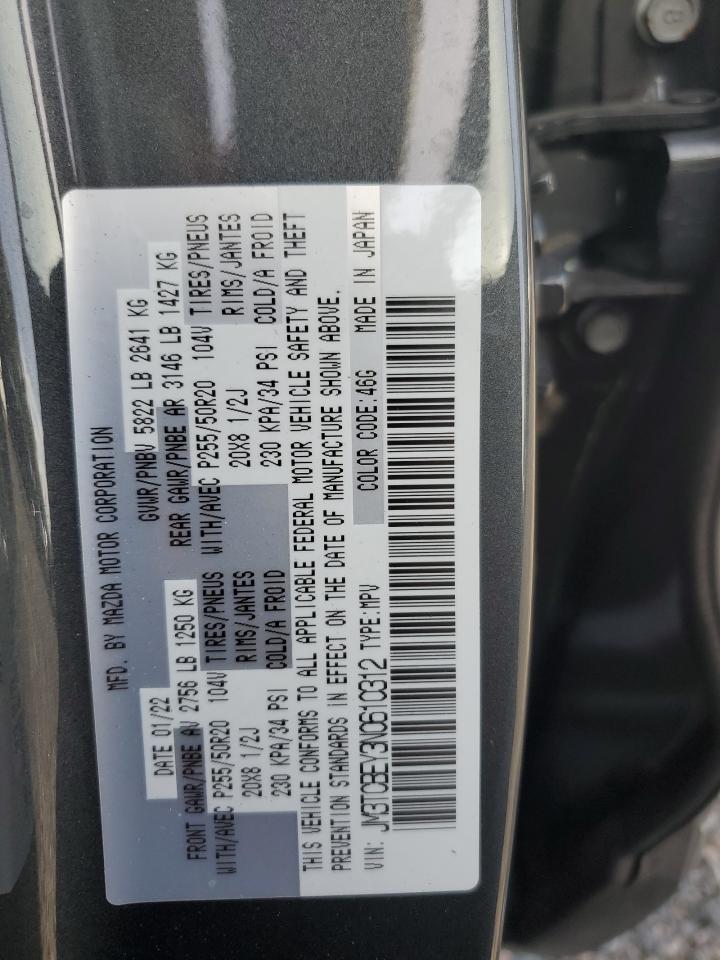 MFD. BY MAZDA MOTOR CORPORATION
DATE 01/22 GVWR/PNBV 5822 LB 2641 KG
FRONT GAWR/PNBE AV 2756 LB 1250 KG REAR GAWR/PNBE AR 3146 LB 1427 KG
WITH/AVEC P255/50R20 104V TIRES/PNEUS WITH/AVEC P255/50R20 104V TIRES/PNEUS
20X8 1/2J RIMS/JANTES 20X8 1/2J RIMS/JANTES
230 KPA/34 PSI COLD/A FROID 230 KPA/34 PSI COLD/A FROID
THIS VEHICLE CONFORMS TO ALL APPLICABLE FEDERAL MOTOR VEHICLE SAFETY AND THEFT
PREVENTION STANDARDS IN EFFECT ON THE DATE OF MANUFACTURE SHOWN ABOVE.
VIN: JM3TCBEY3N0610312 TYPE:MPV COLOR CODE:46G MADE IN JAPAN
8